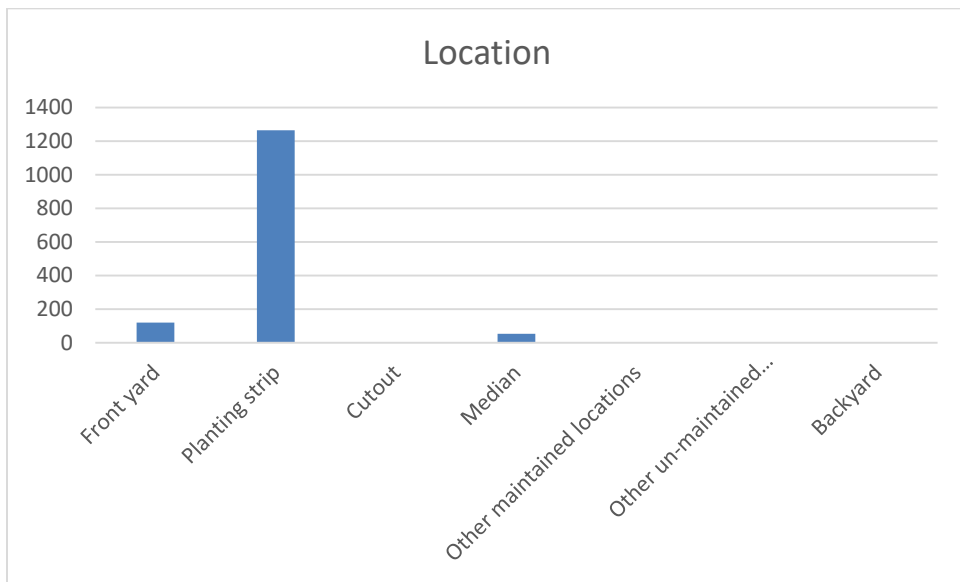 Location
1400
1200
1000
800
600
400
200
0
Front yard
Planting strip
Cutout
Median
Other maintained locations
Other un-maintained...
Backyard